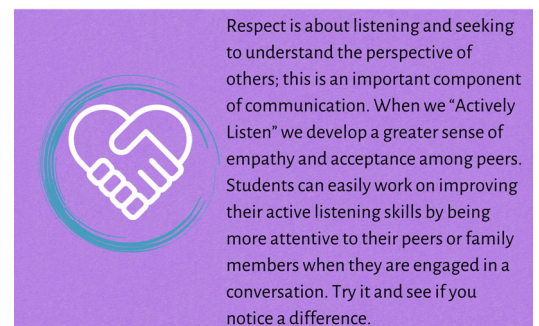 Respect is about listening and seeking
to understand the perspective of
others; this is an important component
of communication. When we “Actively
Listen” we develop a greater sense of
empathy and acceptance among peers.
Students can easily work on improving
their active listening skills by being
more attentive to their peers or family
members when they are engaged in a
conversation. Try it and see if you
notice a difference.